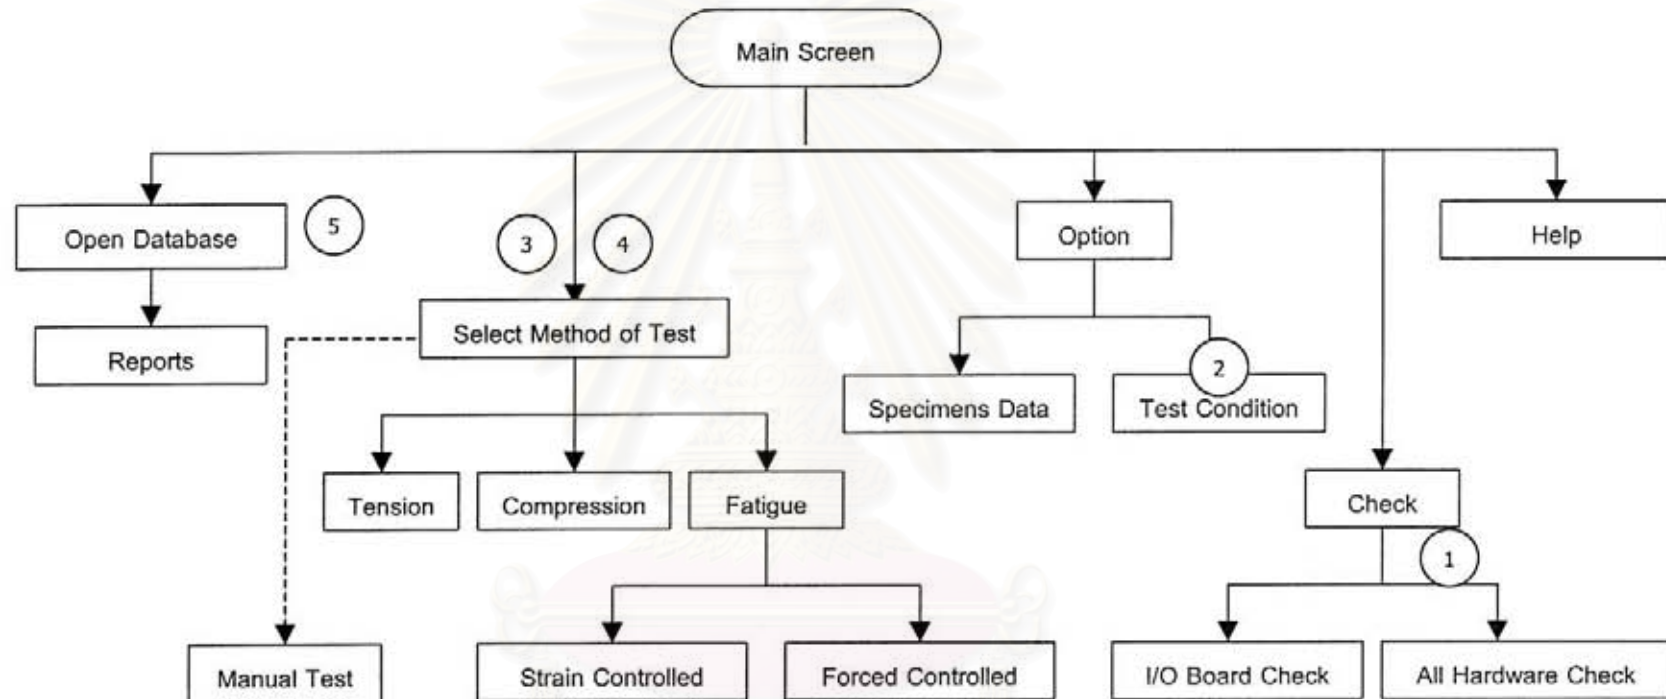 Main Screen
Open Database
5
3
4
Option
Help
Select Method of Test
Reports
2
Specimens Data
Test Condition
Tension
Compression
Fatigue
Check
1
Manual Test
Strain Controlled
Forced Controlled
I/O Board Check
All Hardware Check